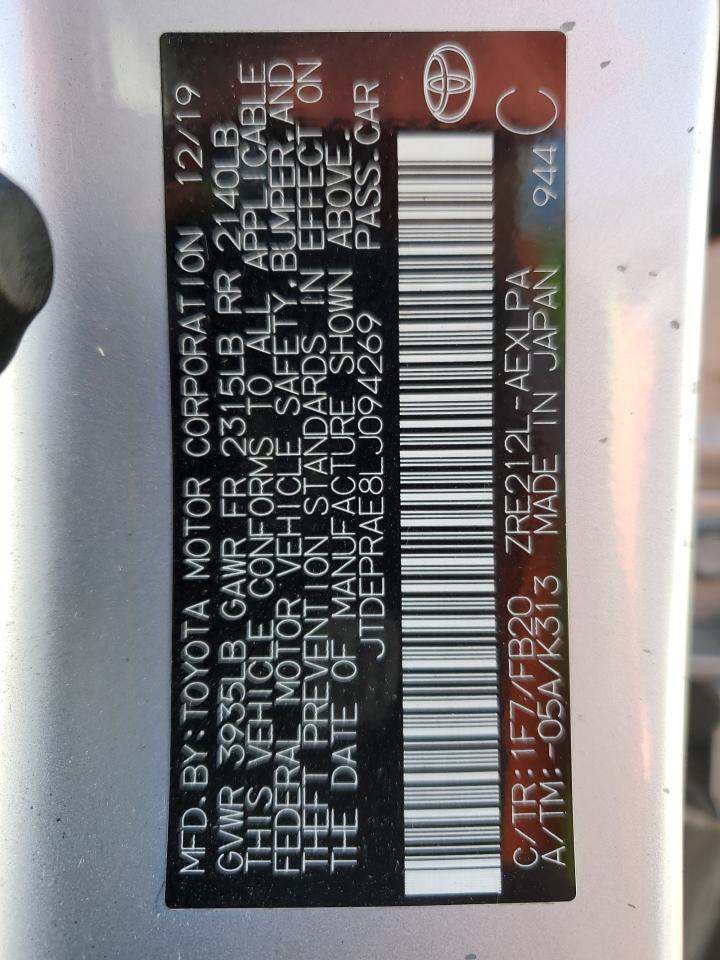 MFD.BY:TOYOTA MOTOR CORPORATION 12/19
GVWR 3935LB GAWR FR 2315LB RR 2140LB
THIS VEHICLE CONFORMS TO ALL APPLICABLE
FEDERAL MOTOR VEHICLE SAFETY,BUMPER,AND
THEFT PREVENTION STANDARDS IN EFFECT ON
THE DATE OF MANUFACTURE SHOWN ABOVE.
JTDEPRAE8LJ094269 PASS.CAR
C/TR:1F7/FB20 ZRE212L-AEXLPA 944 C
A/TM:-05A/K313 MADE IN JAPAN